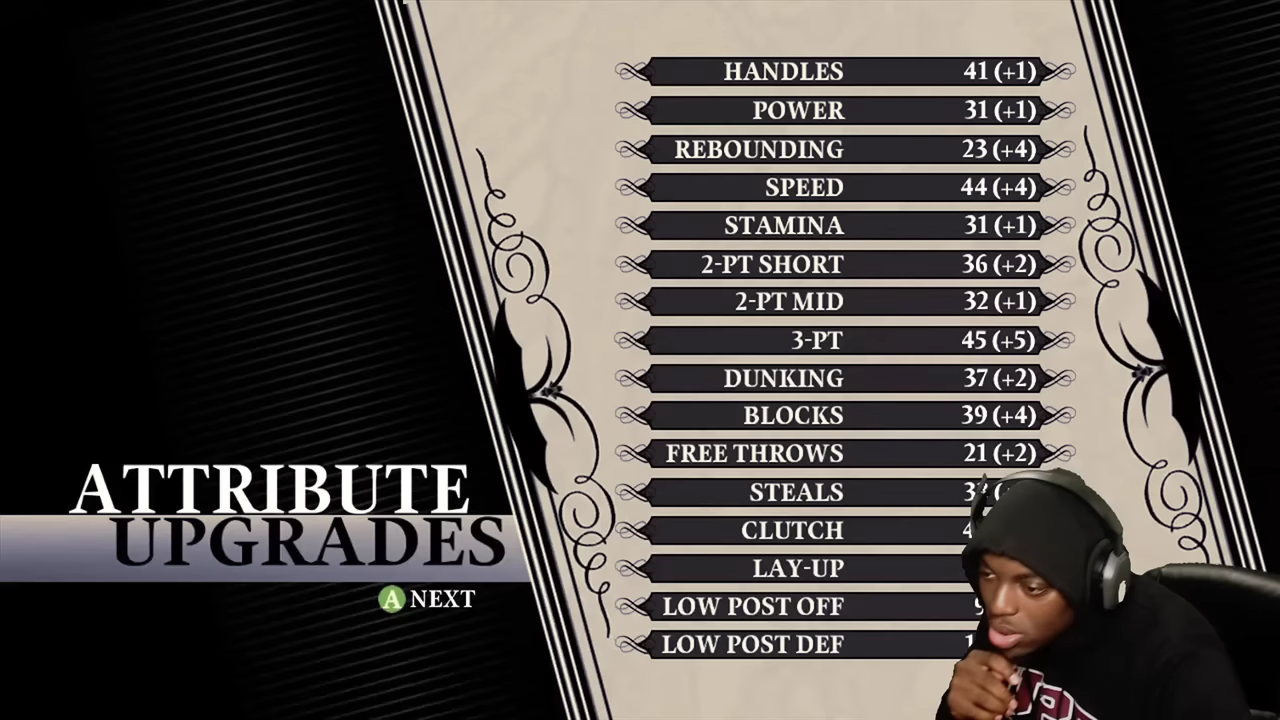 HANDLES 41 (+1)
POWER 31 (+1)
REBOUNDING 23 (+4)
SPEED 44 (+4)
STAMINA 31 (+1)
2-PT SHORT 36 (+2)
2-PT MID 32 (+1)
3-PT 45 (+5)
DUNKING 37 (+2)
BLOCKS 39 (+4)
FREE THROWS 21 (+2)
STEALS
CLUTCH
LAY-UP
LOW POST OFF
LOW POST DEF
ATTRIBUTE
UPGRADES
A NEXT